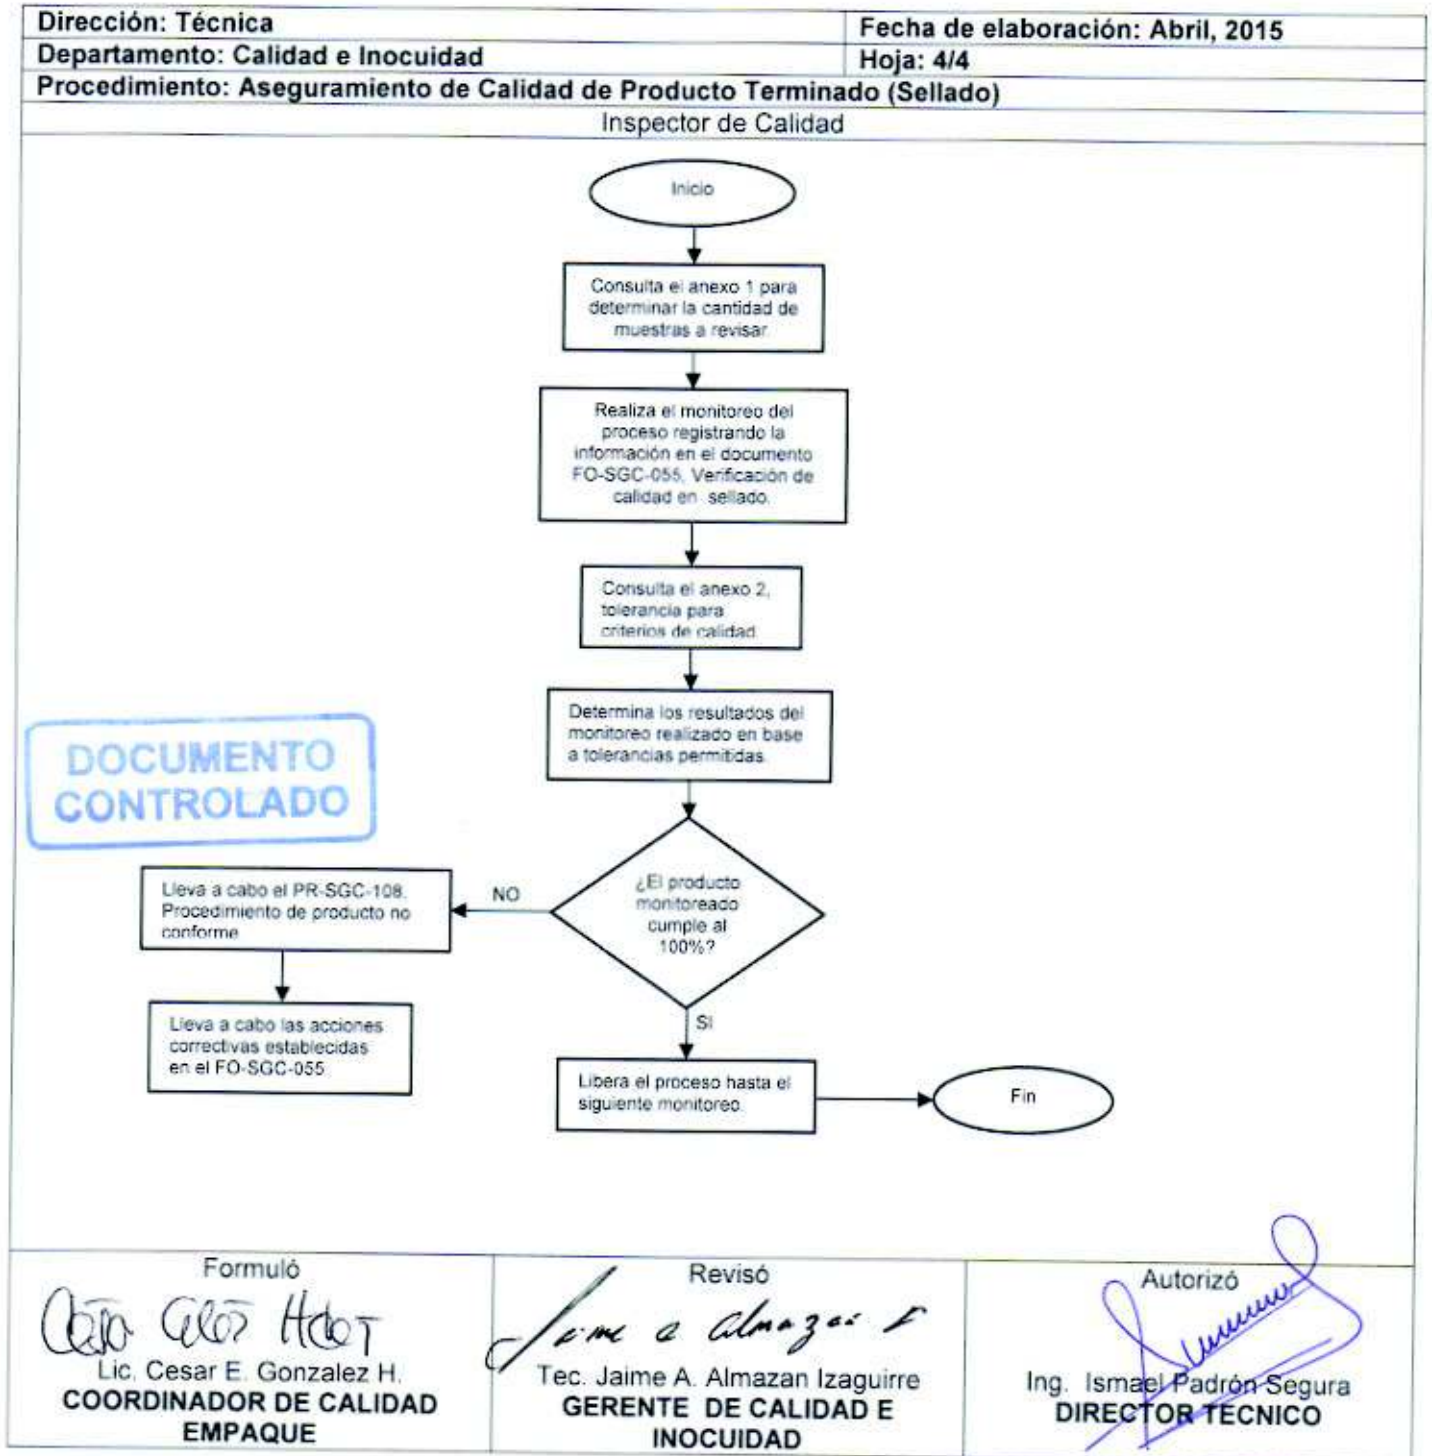 Dirección: Técnica
Fecha de elaboración: Abril, 2015
Departamento: Calidad e Inocuidad
Hoja: 4/4
Procedimiento: Aseguramiento de Calidad de Producto Terminado (Sellado)
Inspector de Calidad
Inicio
Consulta el anexo 1 para
determinar la cantidad de
muestras a revisar
Realiza el monitoreo del
proceso registrando la
información en el documento
FO-SGC-055, Verificación de
calidad en sellado.
Consulta el anexo 2,
tolerancia para
criterios de calidad
Determina los resultados del
monitoreo realizado en base
a tolerancias permitidas.
DOCUMENTO
CONTROLADO
¿El producto
monitoreado
cumple al
100%?
NO
Lleva a cabo el PR-SGC-108,
Procedimiento de producto no
conforme
Lleva a cabo las acciones
correctivas establecidas
en el FO-SGC-055
SI
Libera el proceso hasta el
siguiente monitoreo.
Fin
Formuló
Lic. Cesar E. Gonzalez H.
COORDINADOR DE CALIDAD
EMPAQUE
Revisó
Jaime A Almazan I
Tec. Jaime A. Almazan Izaguirre
GERENTE DE CALIDAD E
INOCUIDAD
Autorizó
Ing. Ismael Padrón Segura
DIRECTOR TECNICO